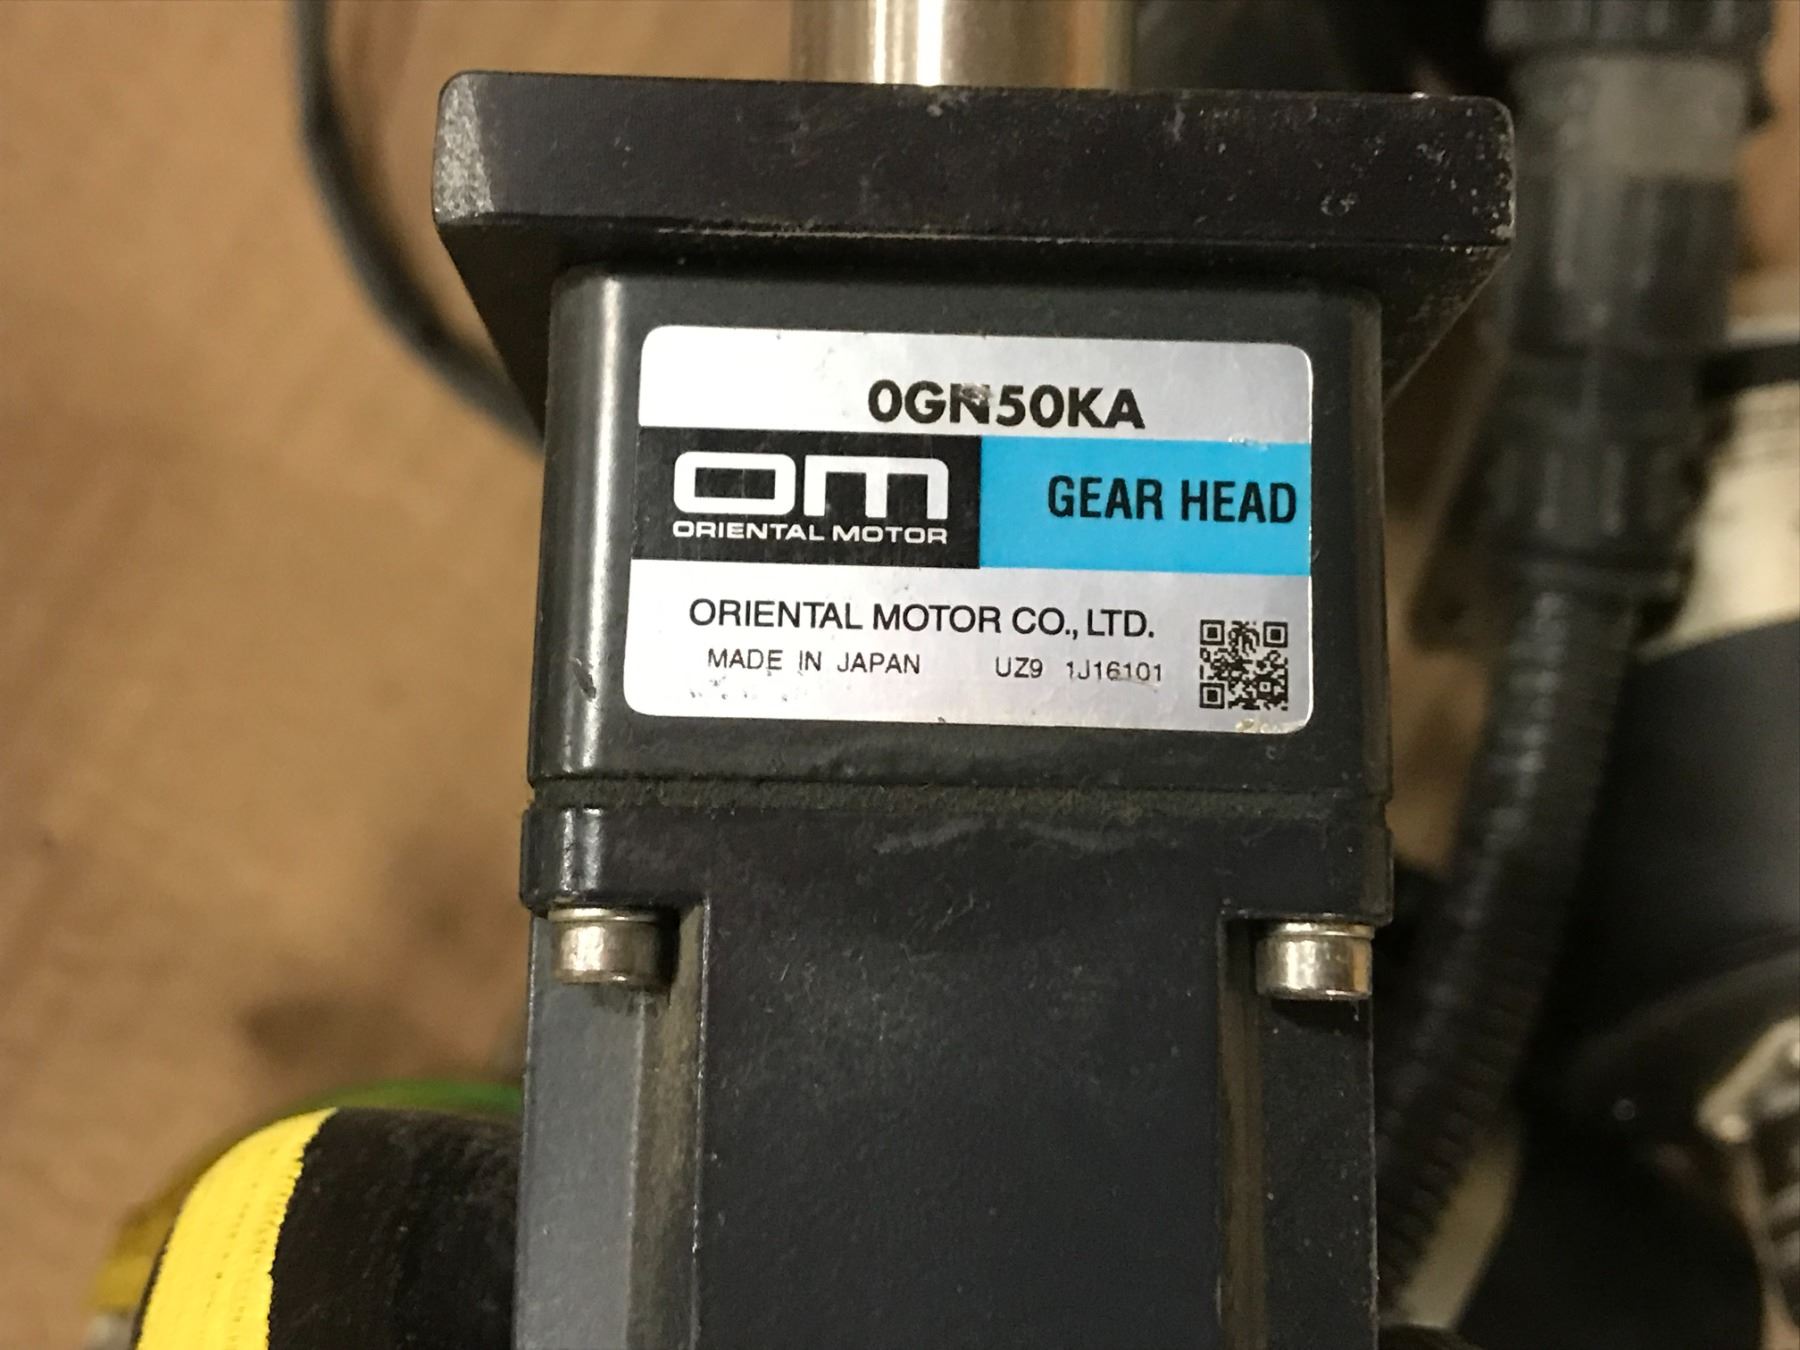 0GN50KA
OM
ORIENTAL MOTOR
GEAR HEAD
ORIENTAL MOTOR CO., LTD.
MADE IN JAPAN UZ9 1J16101